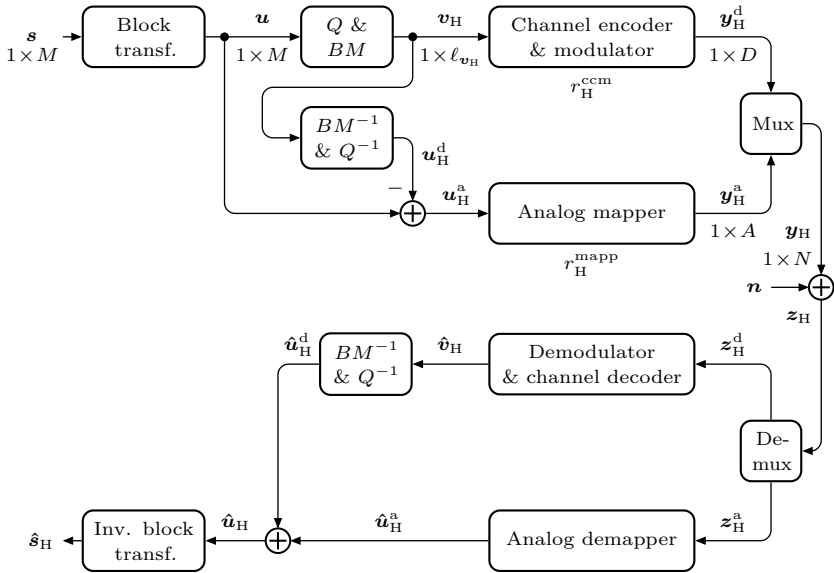 s
1×M
Block
transf.
u
1×M
Q &
BM
v_H
1×ℓ_{v_H}
Channel encoder
& modulator
r_H^{ccm}
y_H^d
1×D
BM^{-1}
& Q^{-1}
u_H^d
−
+
u_H^a
Analog mapper
r_H^{mapp}
y_H^a
1×A
Mux
y_H
1×N
n
+
z_H
û_H^d
BM^{-1}
& Q^{-1}
v̂_H
Demodulator
& channel decoder
z_H^d
De-
mux
ŝ_H
Inv. block
transf.
û_H
+
û_H^a
Analog demapper
z_H^a